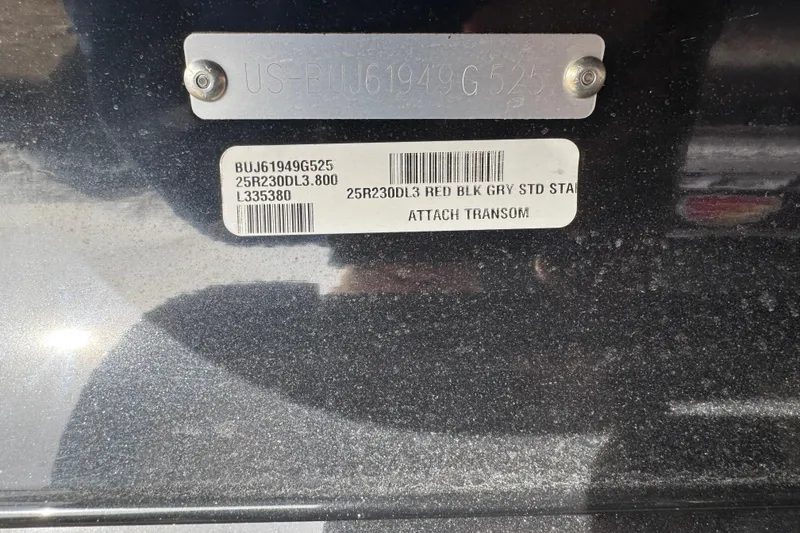 US-BUJ61949G525
BUJ61949G525
25R230DL3.800
L335380
25R230DL3 RED BLK GRY STD STA
ATTACH TRANSOM